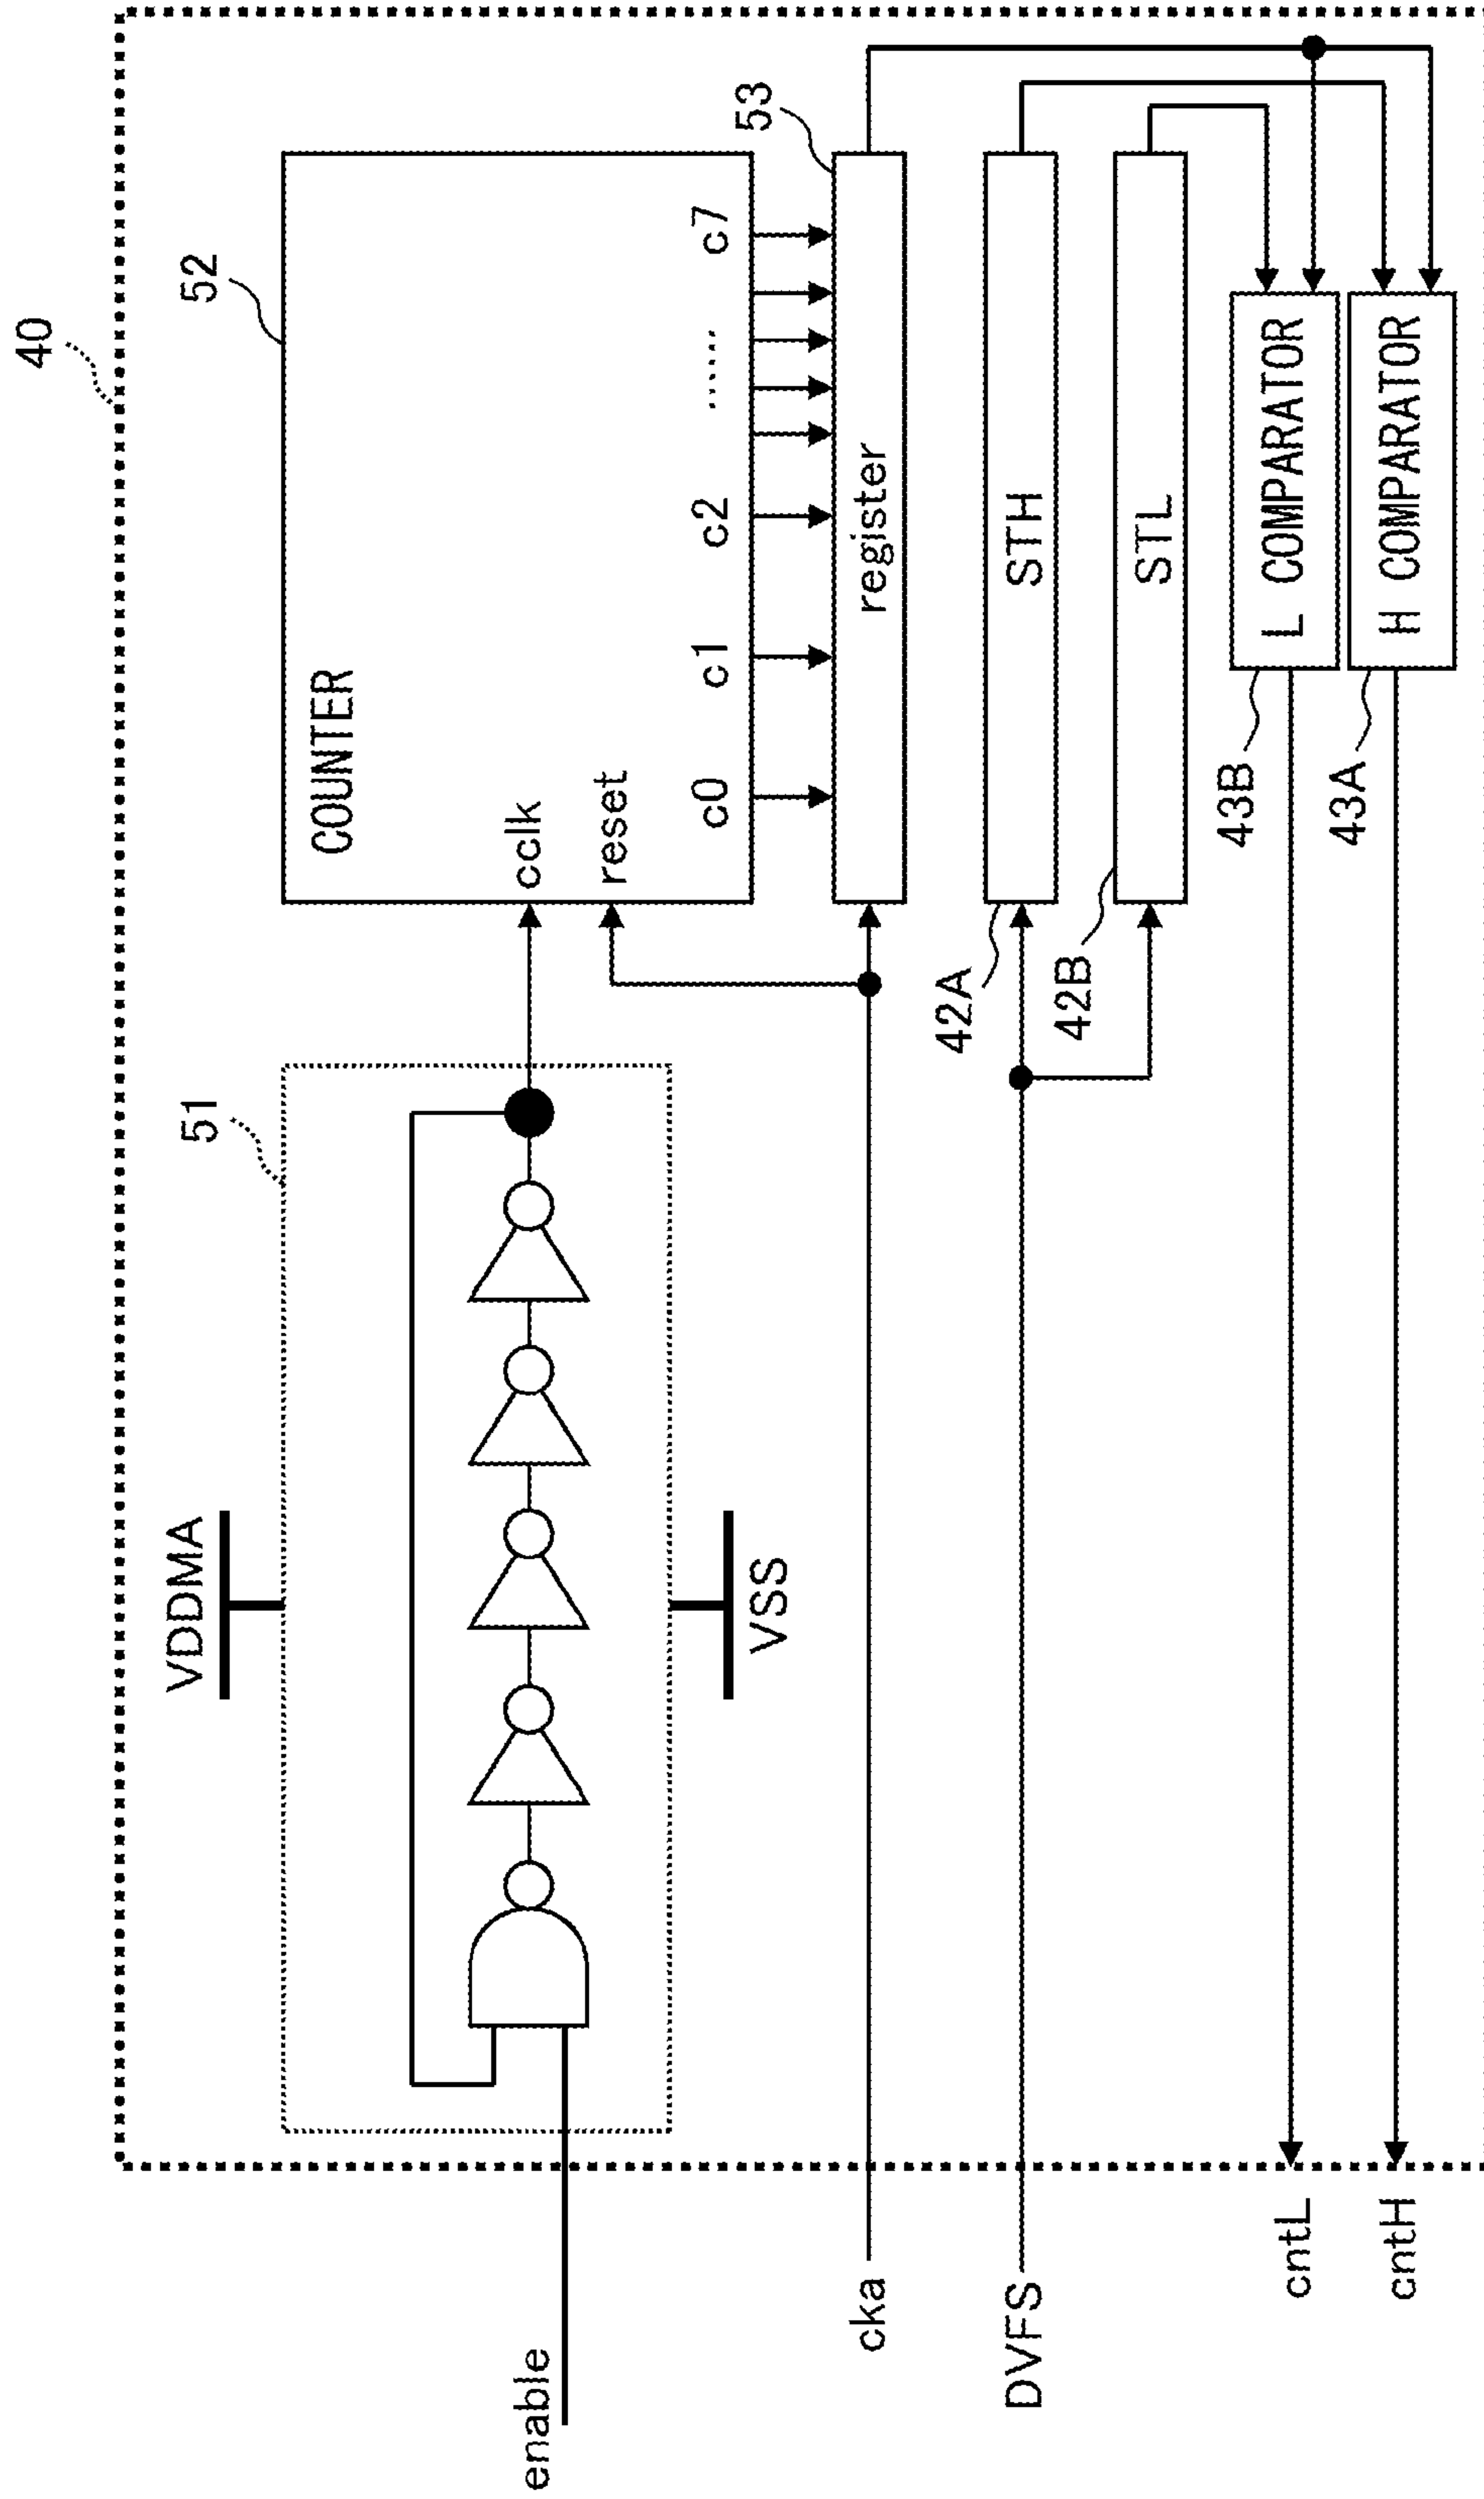 40
52
51
53
VDDMA
VSS
COUNTER
cclk
reset
c0
c1
c2
......
c7
register
enable
cka
DVFS
42A
STH
42B
STL
cntL
43B
L COMPARATOR
cntH
43A
H COMPARATOR